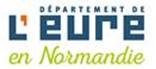 DÉPARTEMENT DE
L'EURE
en Normandie